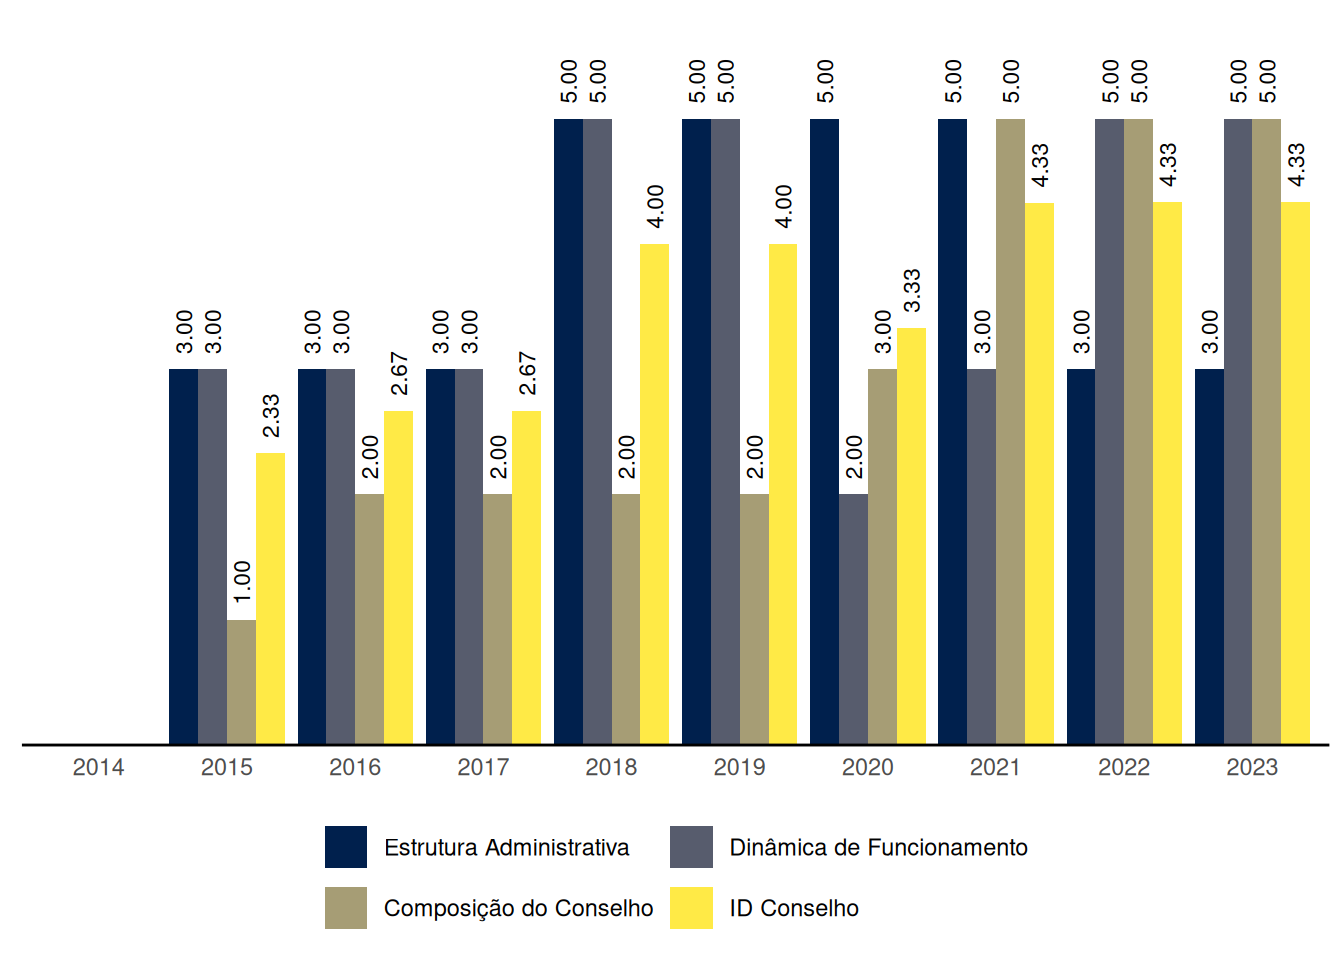 5.00 5.00 5.00 5.00 5.00 5.00 5.00 5.00 5.00 5.00 5.00
4.33 4.33 4.33
4.00 4.00
3.33
3.00 3.00 3.00 3.00 3.00 3.00 3.00 3.00 3.00 3.00
2.67 2.67
2.33
2.00 2.00 2.00 2.00 2.00
1.00
2014 2015 2016 2017 2018 2019 2020 2021 2022 2023
Estrutura Administrativa Dinâmica de Funcionamento
Composição do Conselho ID Conselho